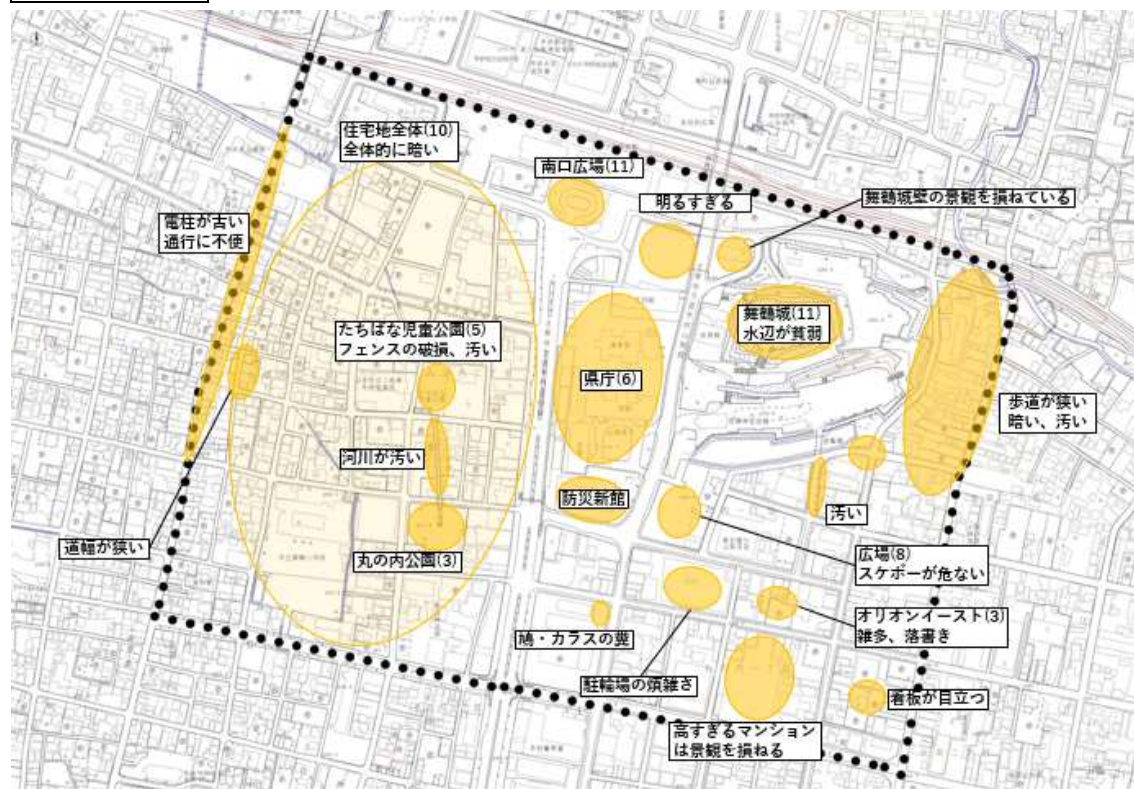 住宅地全体(10)
全体的に暗い
南口広場(11)
明るすぎる
舞鶴城壁の景観を損ねている
電柱が古い
通行に不便
舞鶴城(11)
水辺が貧弱
たちばな児童公園(5)
フェンスの破損、汚い
県庁(6)
歩道が狭い
暗い、汚い
河川が汚い
防災新館
汚い
道幅が狭い
丸の内公園(3)
広場(8)
スケボーが危ない
オリオンイースト(3)
雑多、落書き
鳩・カラスの糞
駐輪場の煩雑さ
看板が目立つ
高すぎるマンション
は景観を損ねる